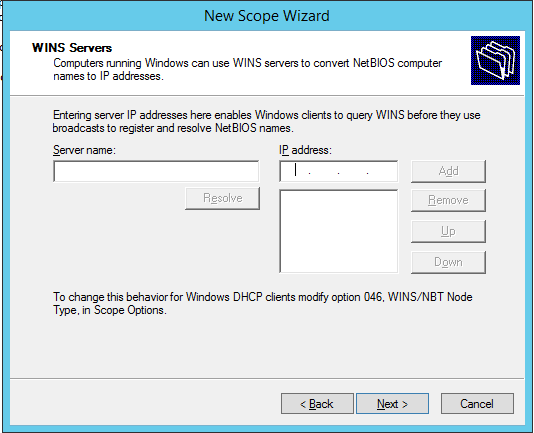 New Scope Wizard
WINS Servers
Computers running Windows can use WINS servers to convert NetBIOS computer
names to IP addresses.
Entering server IP addresses here enables Windows clients to query WINS before they use
broadcasts to register and resolve NetBIOS names.
Server name:
IP address:
. . .
Add
Resolve
Remove
Up
Down
To change this behavior for Windows DHCP clients modify option 046, WINS/NBT Node
Type, in Scope Options.
< Back
Next >
Cancel